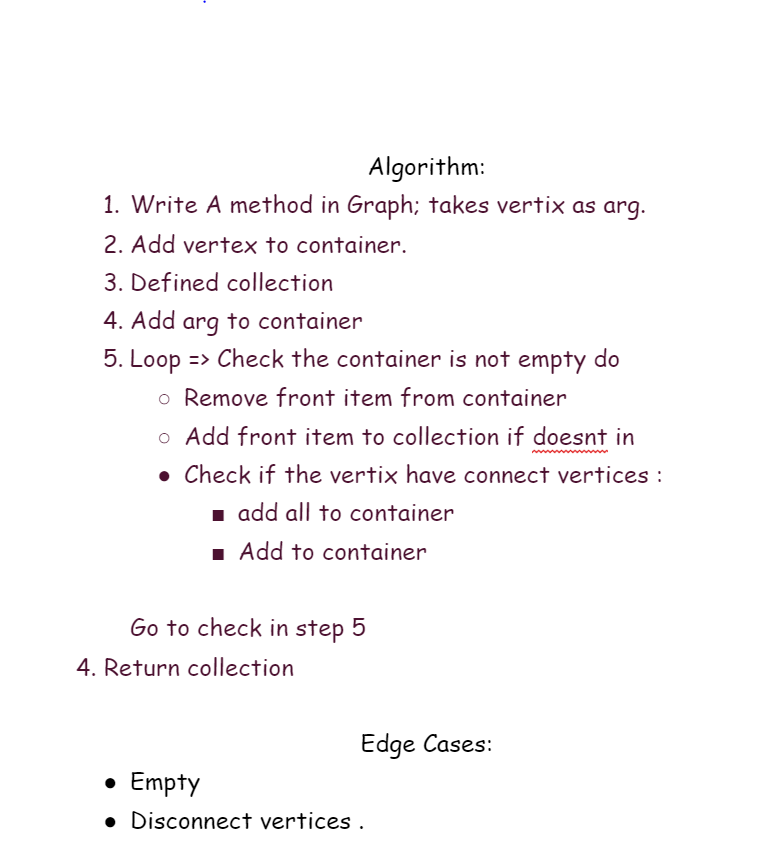 Algorithm:
1. Write A method in Graph; takes vertix as arg.
2. Add vertex to container.
3. Defined collection
4. Add arg to container
5. Loop => Check the container is not empty do
○ Remove front item from container
○ Add front item to collection if doesnt in
● Check if the vertix have connect vertices :
■ add all to container
■ Add to container
Go to check in step 5
4. Return collection
Edge Cases:
● Empty
● Disconnect vertices .